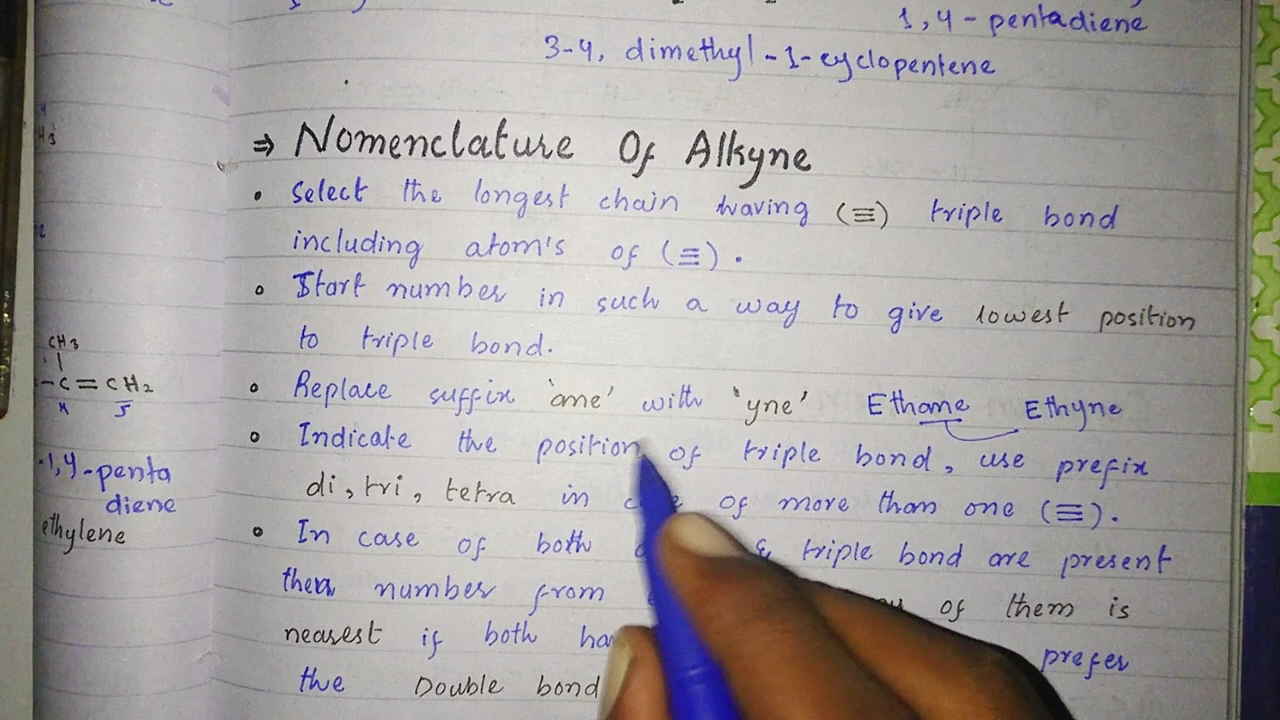 1,4 - pentadiene
3-4, dimethyl - 1 - cyclopentene
⇒ Nomenclature Of Alkyne
• Select the longest chain having (≡) triple bond
including atom's of (≡).
• Start number in such a way to give lowest position
to triple bond.
• Replace suffix 'ane' with 'yne' Ethane Ethyne
• Indicate the position of triple bond, use prefix
di, tri, tetra in of more than one (≡).
• In case of both & triple bond are present
then number from of them is
nearest if both prefer
the Double bond
CH3
-C=CH2
4 5
-1,4-penta
diene
ethylene